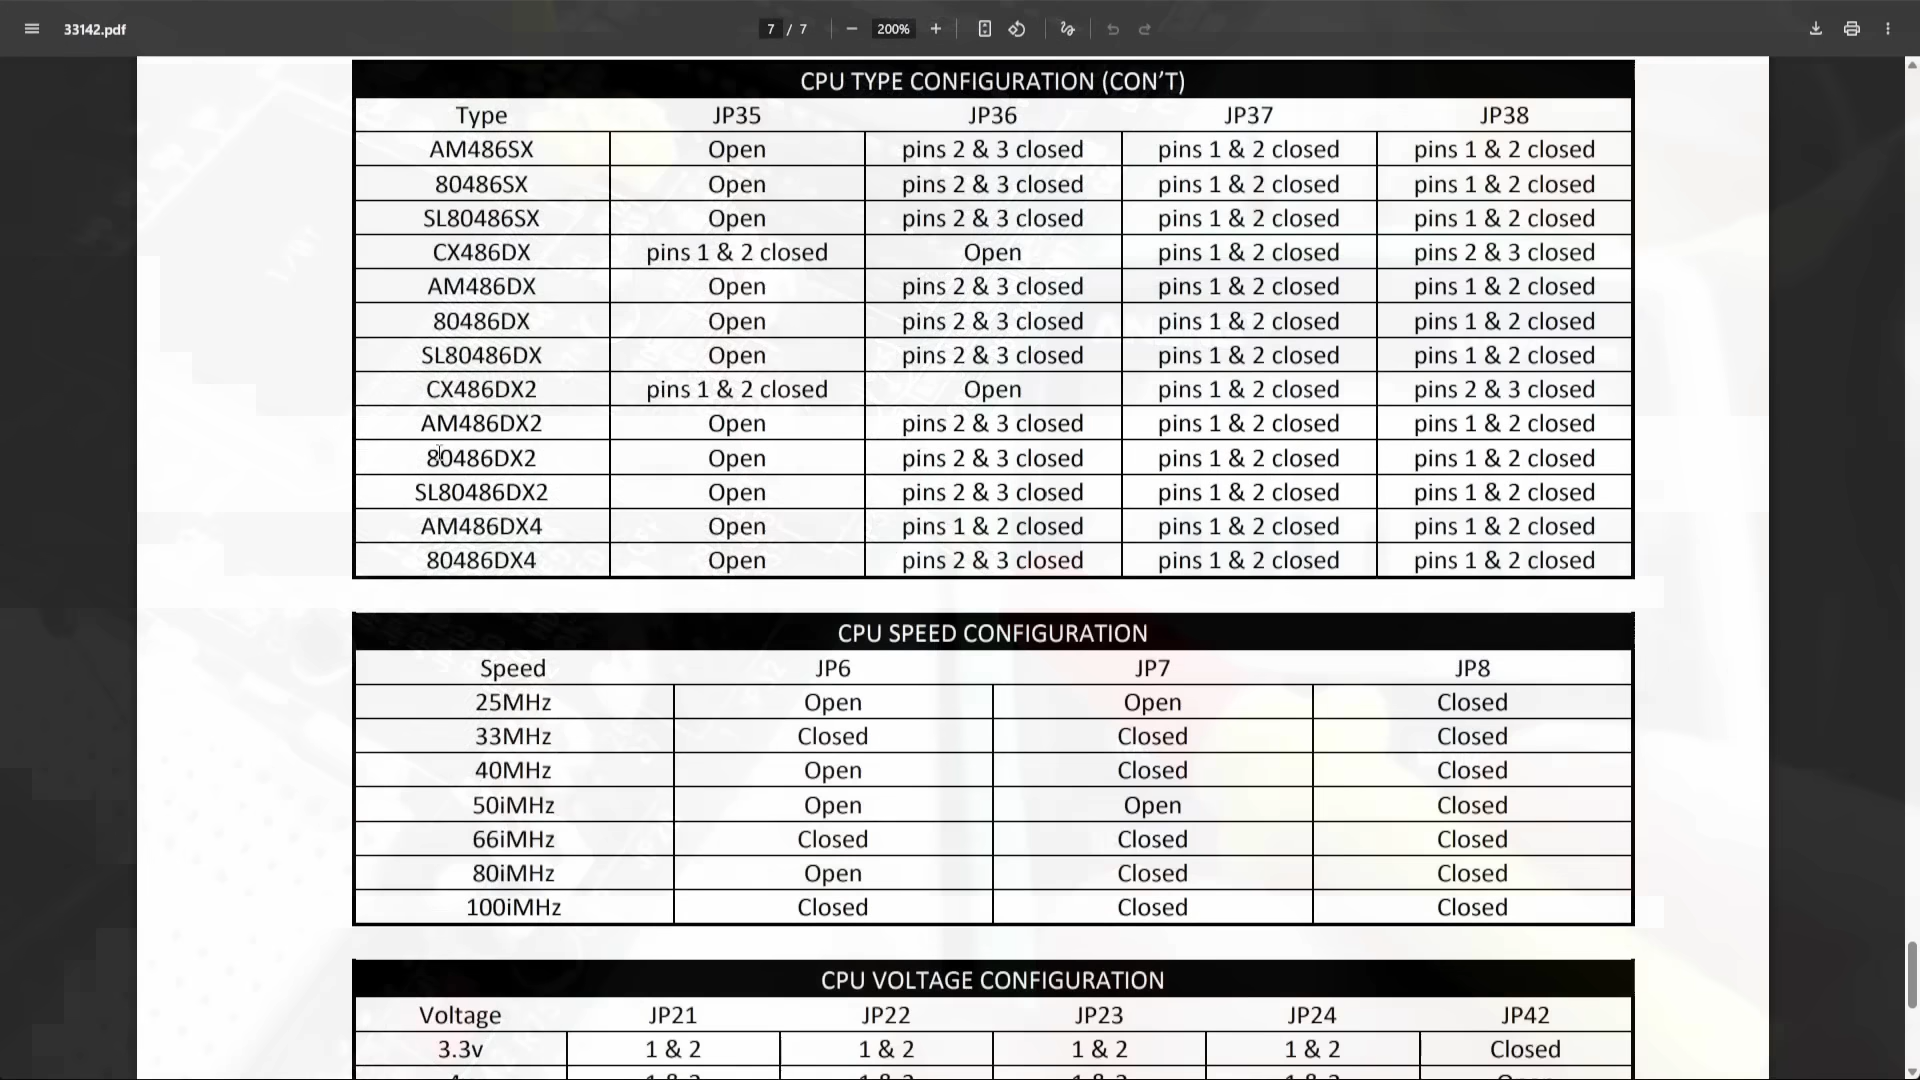 33142.pdf
7 / 7
200%
CPU TYPE CONFIGURATION (CON'T)
Type JP35 JP36 JP37 JP38
AM486SX Open pins 2 & 3 closed pins 1 & 2 closed pins 1 & 2 closed
80486SX Open pins 2 & 3 closed pins 1 & 2 closed pins 1 & 2 closed
SL80486SX Open pins 2 & 3 closed pins 1 & 2 closed pins 1 & 2 closed
CX486DX pins 1 & 2 closed Open pins 1 & 2 closed pins 2 & 3 closed
AM486DX Open pins 2 & 3 closed pins 1 & 2 closed pins 1 & 2 closed
80486DX Open pins 2 & 3 closed pins 1 & 2 closed pins 1 & 2 closed
SL80486DX Open pins 2 & 3 closed pins 1 & 2 closed pins 1 & 2 closed
CX486DX2 pins 1 & 2 closed Open pins 1 & 2 closed pins 2 & 3 closed
AM486DX2 Open pins 2 & 3 closed pins 1 & 2 closed pins 1 & 2 closed
80486DX2 Open pins 2 & 3 closed pins 1 & 2 closed pins 1 & 2 closed
SL80486DX2 Open pins 2 & 3 closed pins 1 & 2 closed pins 1 & 2 closed
AM486DX4 Open pins 1 & 2 closed pins 1 & 2 closed pins 1 & 2 closed
80486DX4 Open pins 2 & 3 closed pins 1 & 2 closed pins 1 & 2 closed
CPU SPEED CONFIGURATION
Speed JP6 JP7 JP8
25MHz Open Open Closed
33MHz Closed Closed Closed
40MHz Open Closed Closed
50iMHz Open Open Closed
66iMHz Closed Closed Closed
80iMHz Open Closed Closed
100iMHz Closed Closed Closed
CPU VOLTAGE CONFIGURATION
Voltage JP21 JP22 JP23 JP24 JP42
3.3v 1 & 2 1 & 2 1 & 2 1 & 2 Closed